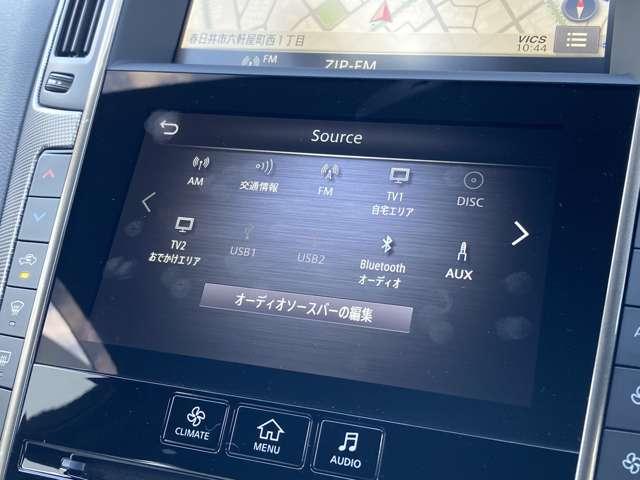 春日井市六軒屋町西1丁目
VICS
10:44
FM
ZIP-FM
Source
AM
交通情報
FM
TV1
自宅エリア
DISC
TV2
おでかけエリア
USB1
USB2
Bluetooth
オーディオ
AUX
オーディオソースバーの編集
CLIMATE
MENU
AUDIO